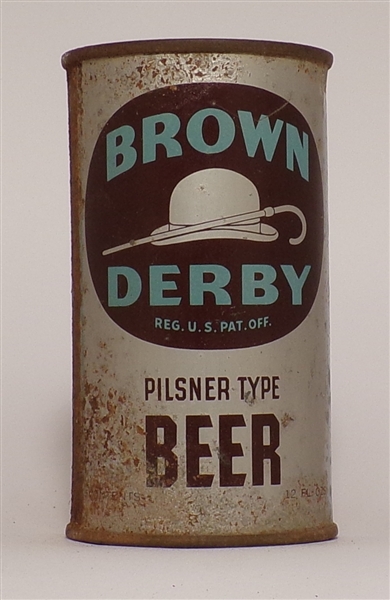 BROWN
DERBY
REG. U.S. PAT. OFF.
PILSNER TYPE
BEER